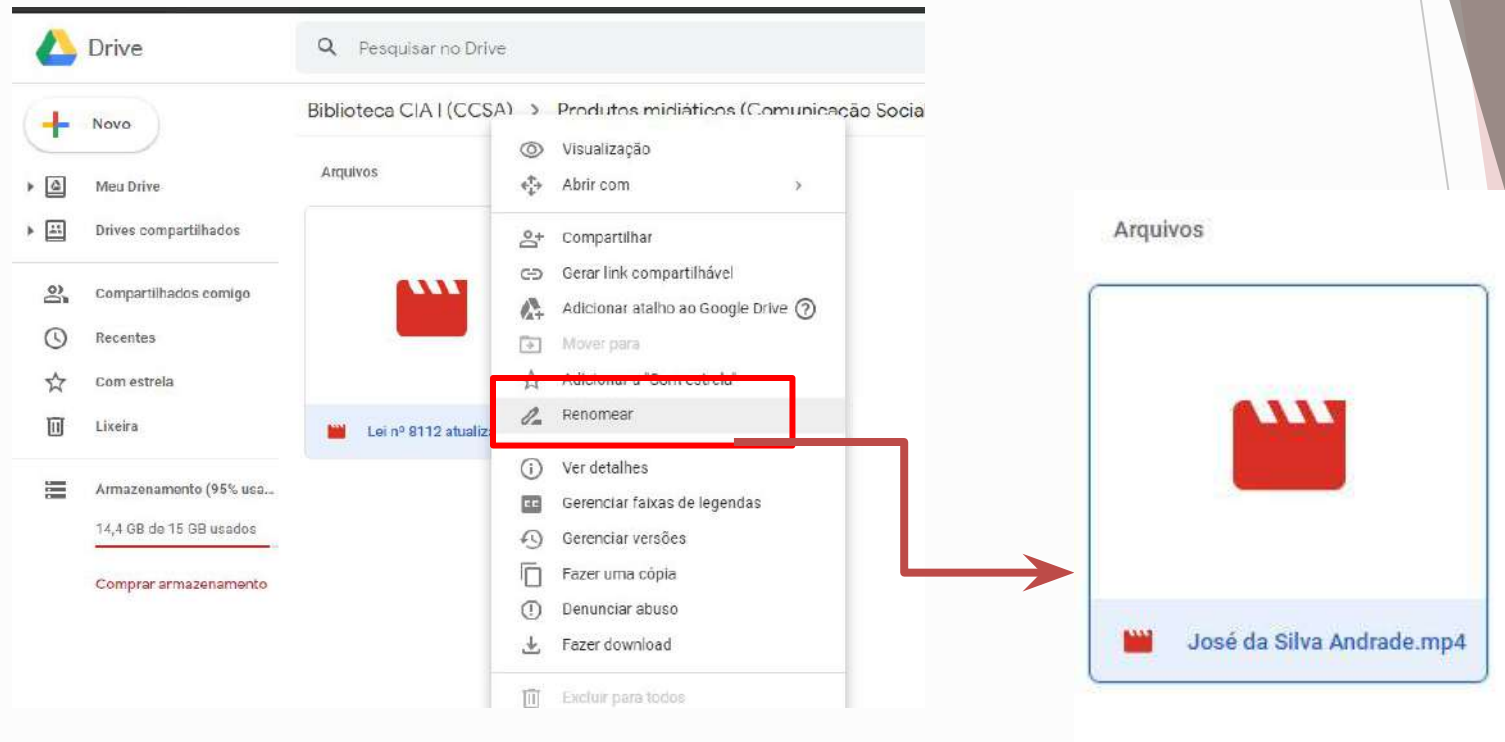 Drive
Pesquisar no Drive
Novo
Meu Drive
Drives compartilhados
Compartilhados comigo
Recentes
Com estrela
Lixeira
Armazenamento (95% usa...
14,4 GB de 15 GB usados
Comprar armazenamento
Biblioteca CIA I (CCSA) > Produtos midiáticos (Comunicação Social
Arquivos
Lei nº 8112 atualiz
Visualização
Abrir com
Compartilhar
Gerar link compartilhável
Adicionar atalho ao Google Drive
Mover para
Adicionar a "Com estrela"
Renomear
Ver detalhes
Gerenciar faixas de legendas
Gerenciar versões
Fazer uma cópia
Denunciar abuso
Fazer download
Excluir para todos
Arquivos
José da Silva Andrade.mp4